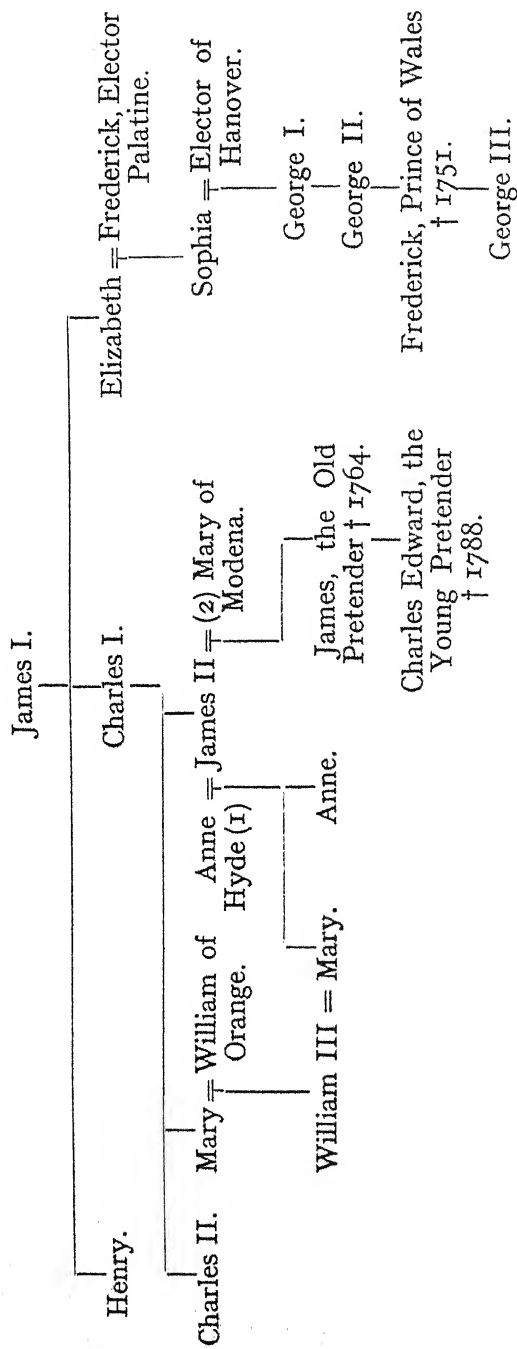 James I.
Henry.
Charles I.
Elizabeth = Frederick, Elector
Palatine.
Charles II.
Mary = William of
Orange.
Anne = James II = (2) Mary of
Hyde (1)
Modena.
Sophia = Elector of
Hanover.
William III = Mary.
Anne.
James, the Old
Pretender † 1764.
George I.
Charles Edward, the
Young Pretender
† 1788.
George II.
Frederick, Prince of Wales
† 1751.
George III.